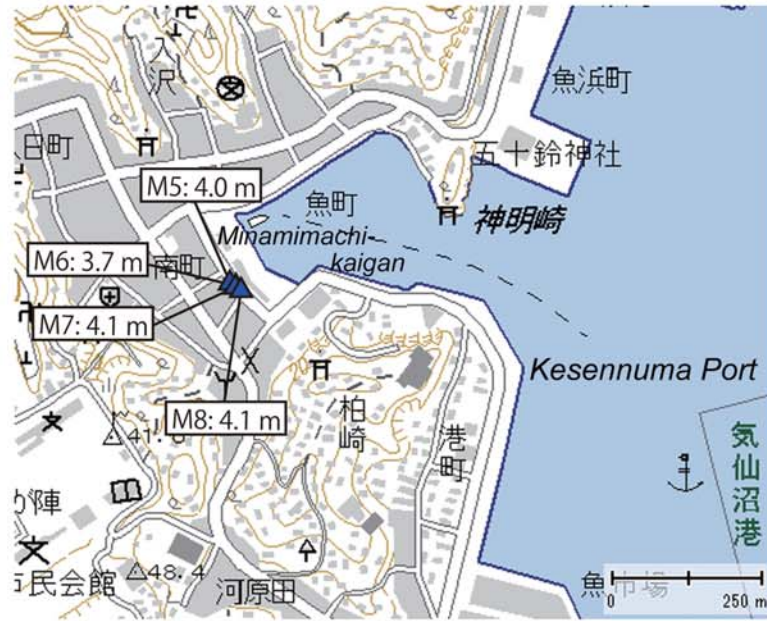 入沢
魚浜町
八日町
五十鈴神社
M5: 4.0 m
魚町
神明崎
Minamimachi-
kaigan
M6: 3.7 m
南町
M7: 4.1 m
Kesennuma Port
M8: 4.1 m
柏崎
港町
気仙沼港
の陣
48.4
市民会館
河原田
魚市場
0
250 m